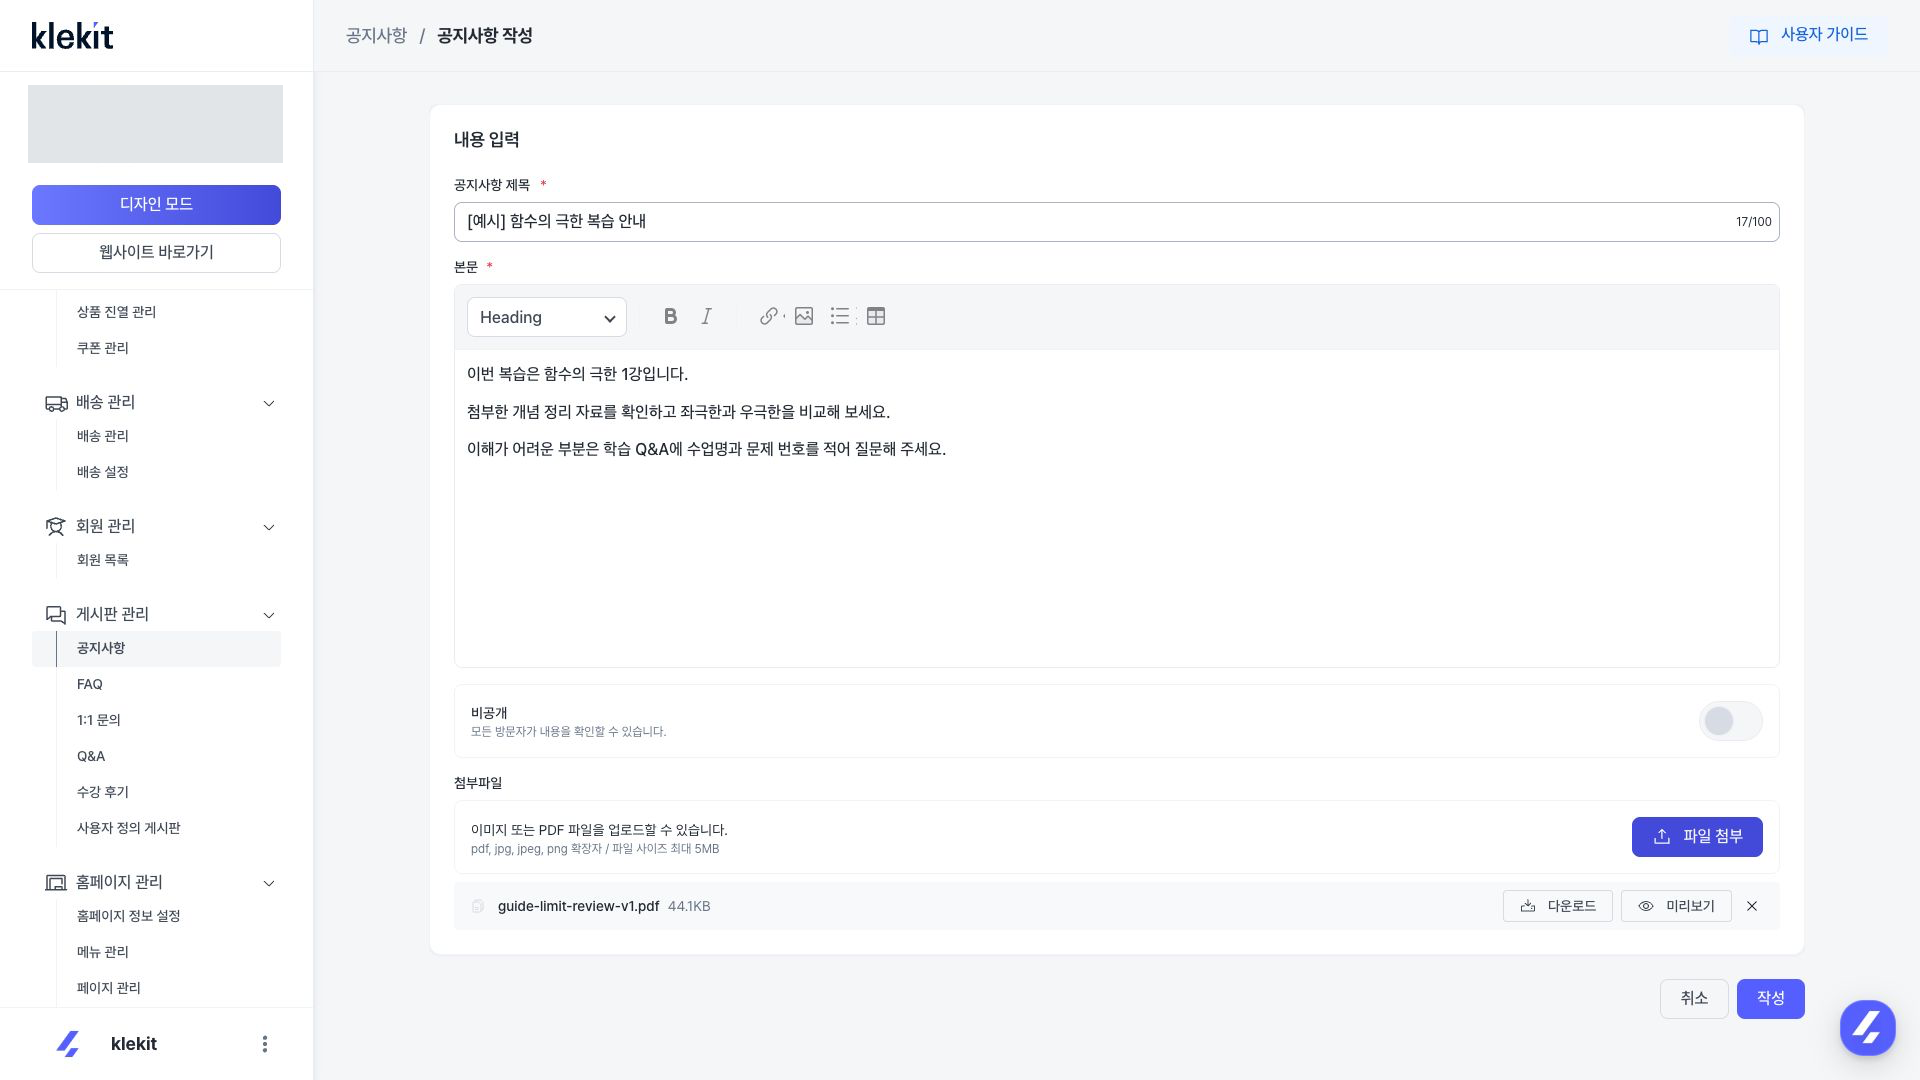 klekit
공지사항 / 공지사항 작성
사용자 가이드
디자인 모드
웹사이트 바로가기
상품 진열 관리
쿠폰 관리
배송 관리
배송 관리
배송 설정
회원 관리
회원 목록
게시판 관리
공지사항
FAQ
1:1 문의
Q&A
수강 후기
사용자 정의 게시판
홈페이지 관리
홈페이지 정보 설정
메뉴 관리
페이지 관리
klekit
내용 입력
공지사항 제목 *
[예시] 함수의 극한 복습 안내 17/100
본문 *
Heading B I
이번 복습은 함수의 극한 1강입니다.
첨부한 개념 정리 자료를 확인하고 좌극한과 우극한을 비교해 보세요.
이해가 어려운 부분은 학습 Q&A에 수업명과 문제 번호를 적어 질문해 주세요.
비공개
모든 방문자가 내용을 확인할 수 있습니다.
첨부파일
이미지 또는 PDF 파일을 업로드할 수 있습니다.
pdf, jpg, jpeg, png 확장자 / 파일 사이즈 최대 5MB
파일 첨부
guide-limit-review-v1.pdf 44.1KB 다운로드 미리보기
취소 작성